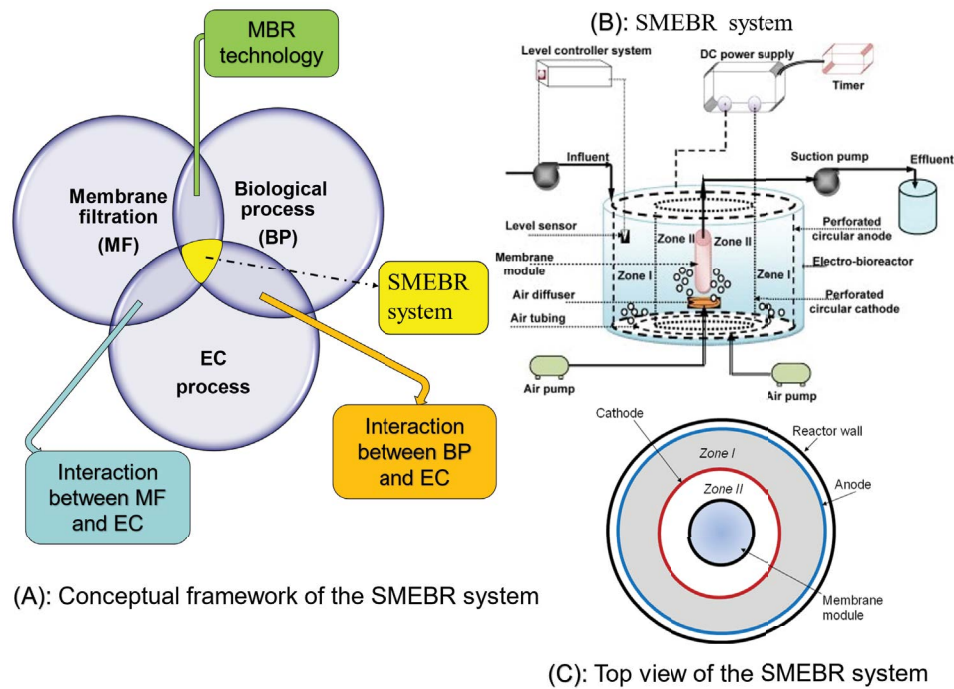 MBR
technology
Membrane
filtration
(MF)
Biological
process
(BP)
SMEBR
system
EC
process
Interaction
between MF
and EC
Interaction
between BP
and EC
(A): Conceptual framework of the SMEBR system
(B): SMEBR system
Level controller system
DC power supply
Timer
Influent
Suction pump
Effluent
Level sensor
Zone II
Zone II
Perforated
circular anode
Membrane
module
Zone I
Zone I
Electro-bioreactor
Air diffuser
Perforated
circular cathode
Air tubing
Air pump
Air pump
Cathode
Reactor wall
Zone I
Anode
Zone II
Membrane
module
(C): Top view of the SMEBR system